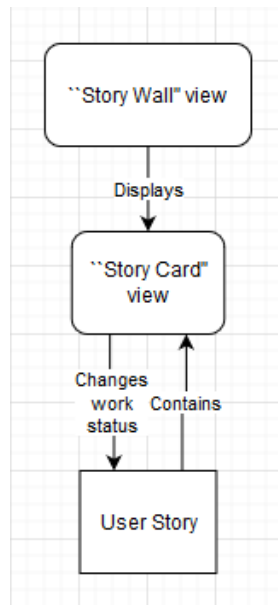 ``Story Wall" view
Displays
``Story Card"
view
Changes
work
status
Contains
User Story